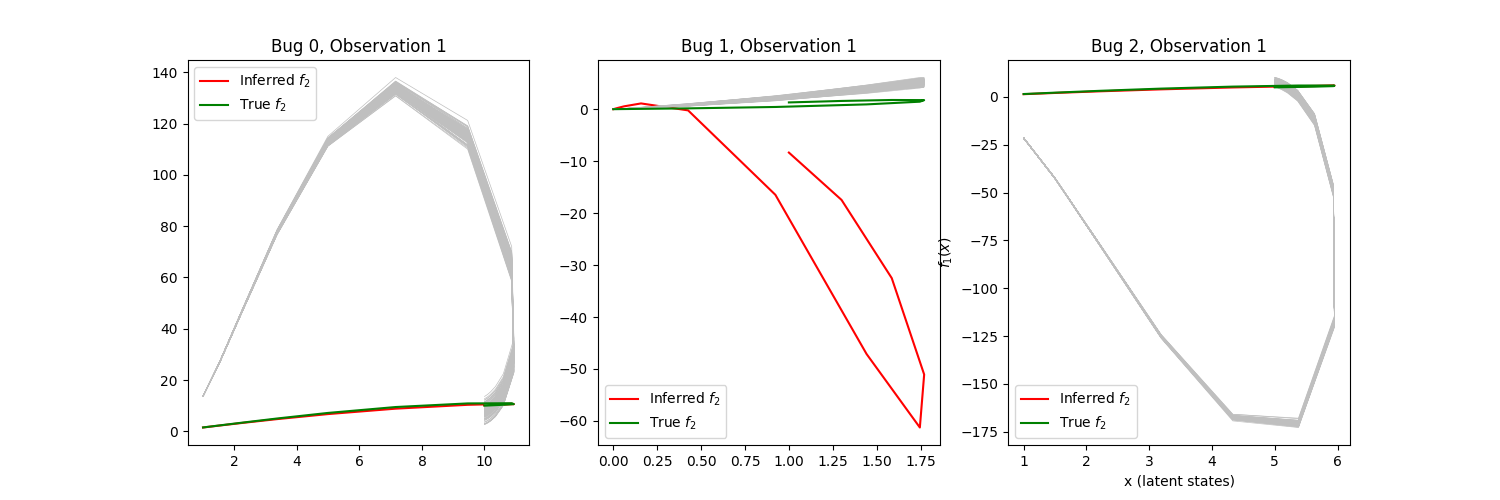 Bug 0, Observation 1
Inferred f₂
True f₂
140
120
100
80
60
40
20
0
2 4 6 8 10
Bug 1, Observation 1
0
−10
−20
−30
−40
−50
−60
Inferred f₂
True f₂
0.00 0.25 0.50 0.75 1.00 1.25 1.50 1.75
Bug 2, Observation 1
f₁(x)
0
−25
−50
−75
−100
−125
−150
−175
Inferred f₂
True f₂
1 2 3 4 5 6
x (latent states)